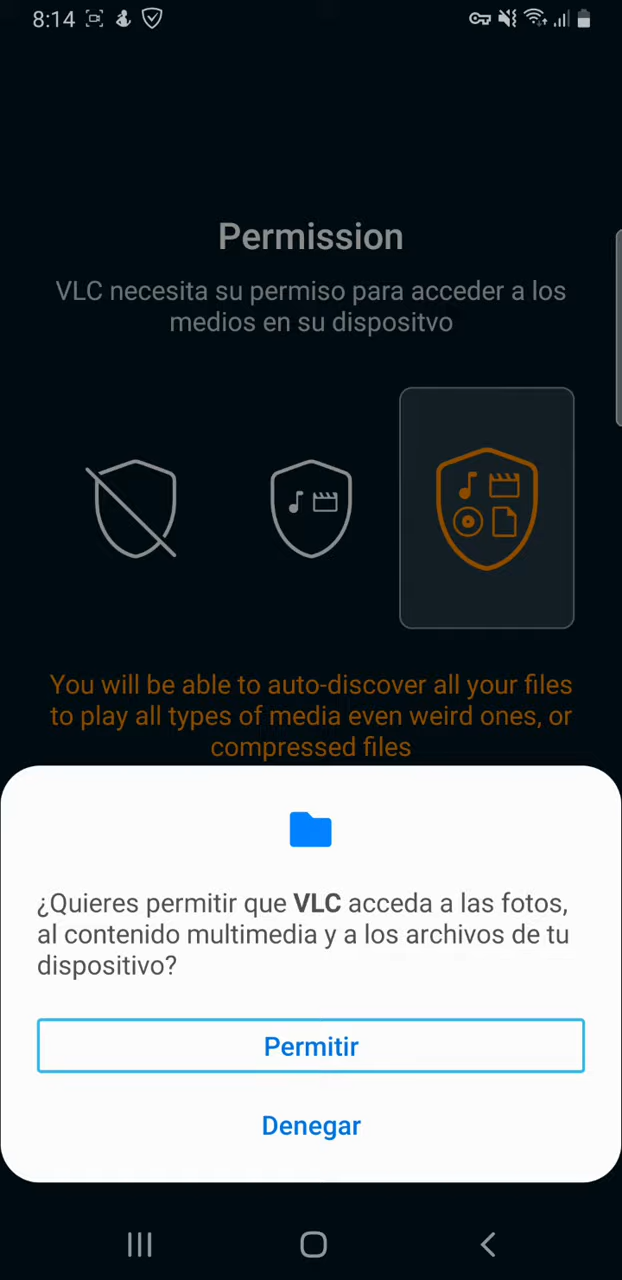 8:14
Permission
VLC necesita su permiso para acceder a los
medios en su dispositvo
You will be able to auto-discover all your files
to play all types of media even weird ones, or
compressed files
¿Quieres permitir que VLC acceda a las fotos,
al contenido multimedia y a los archivos de tu
dispositivo?
Permitir
Denegar